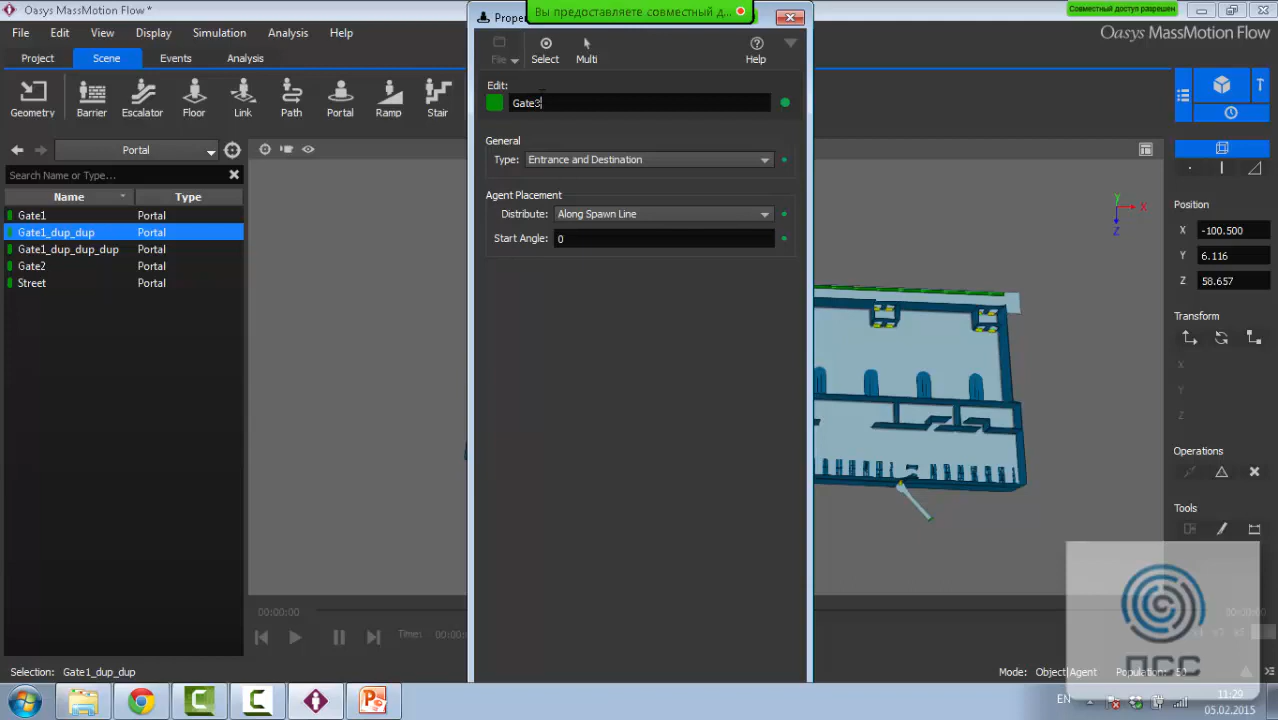 Oasys MassMotion Flow *
Proper
Вы предоставляете совместный д...
Совместный доступ разрешен
File Edit View Display Simulation Analysis Help
Oasys MassMotion Flow
Project Scene Events Analysis
File Select Multi Help
Geometry Barrier Escalator Floor Link Path Portal Ramp Stair
Edit:
Gate3
Portal
Search Name or Type...
Name Type
Gate1 Portal
Gate1_dup_dup Portal
Gate1_dup_dup_dup Portal
Gate2 Portal
Street Portal
General
Type: Entrance and Destination
Agent Placement
Distribute: Along Spawn Line
Start Angle: 0
Y
X
Z
Position
X -100.500
Y 6.116
Z 58.657
Transform
X
Y
Z
Operations
Tools
00:00:00
Time: 00:0
Selection: Gate1_dup_dup
Mode: Object|Agent
ПСС
EN
11:29
05.02.2015